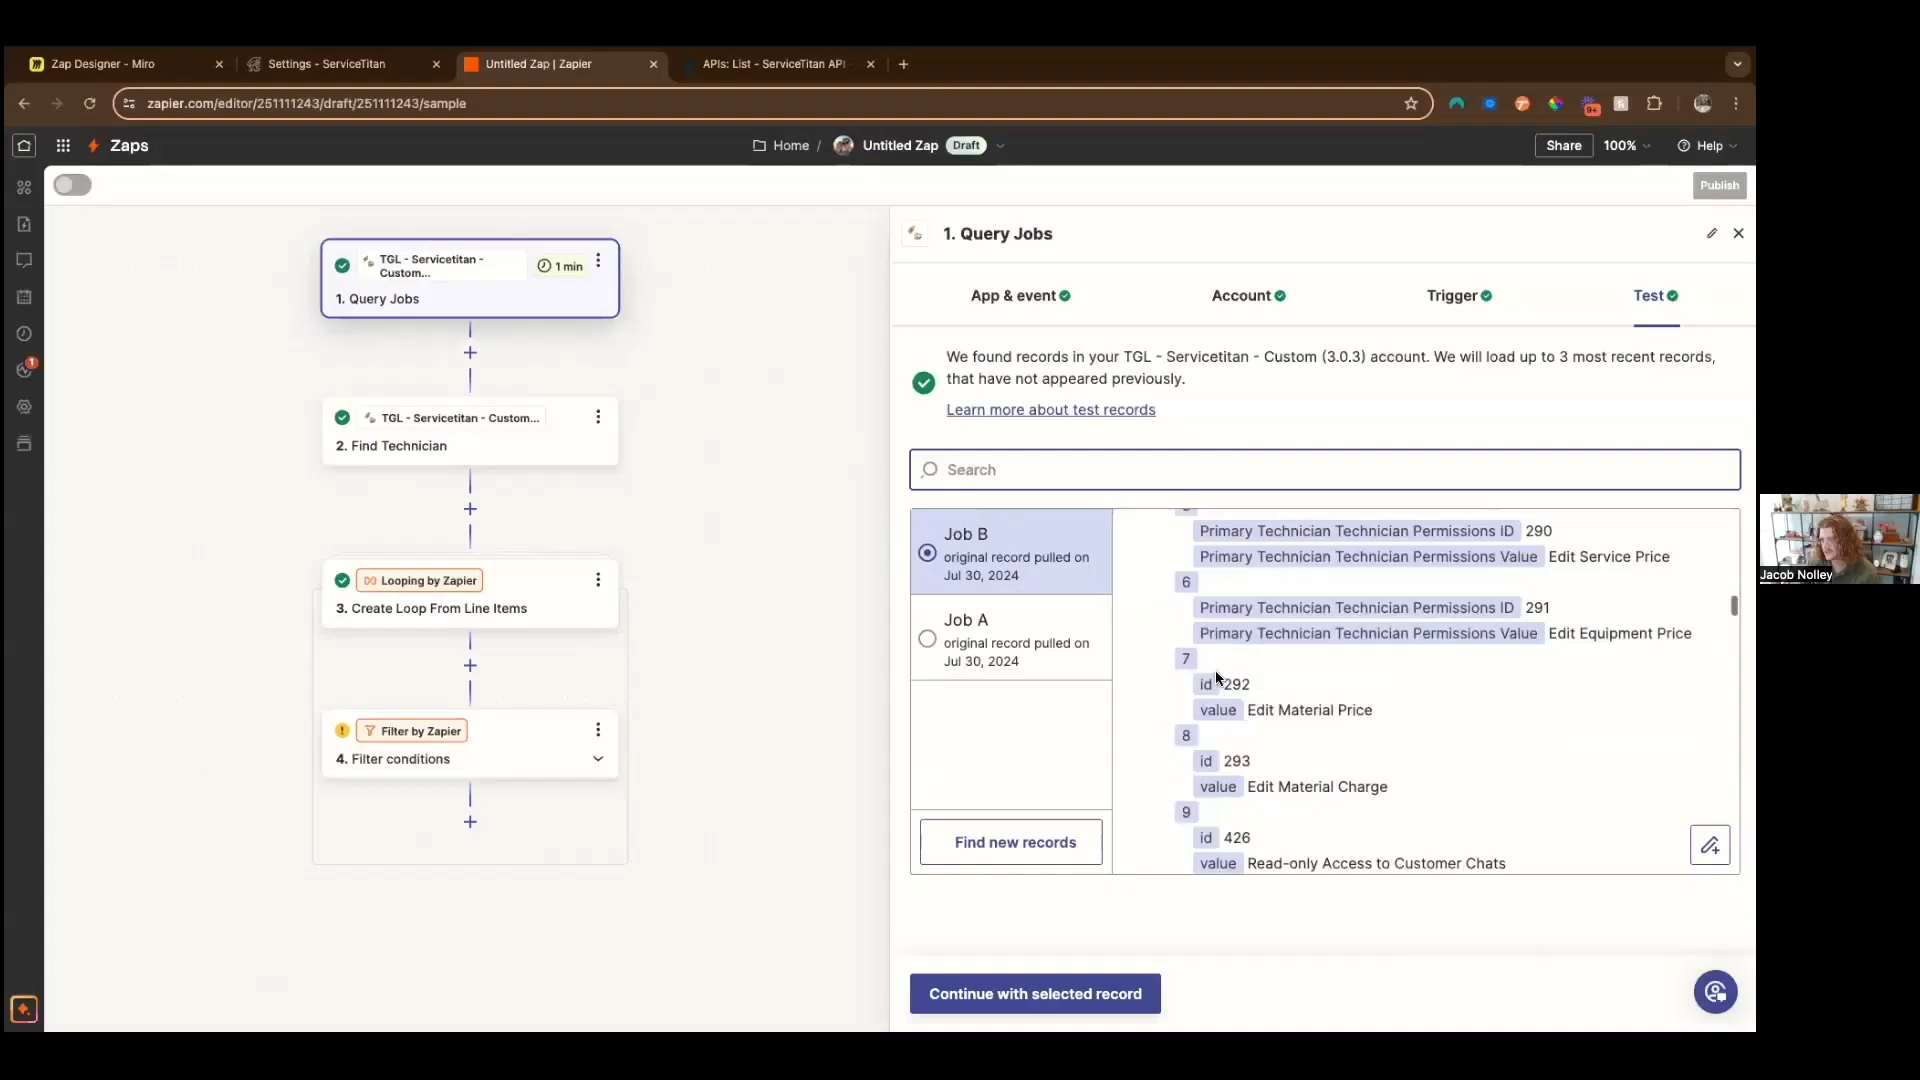 Zap Designer - Miro
Settings - ServiceTitan
Untitled Zap | Zapier
APIs: List - ServiceTitan API
zapier.com/editor/251111243/draft/251111243/sample
9+
Zaps
Home /
Untitled Zap
Draft
Share
100%
Help
Publish
1
TGL - Servicetitan -
Custom...
1 min
1. Query Jobs
TGL - Servicetitan - Custom...
2. Find Technician
Looping by Zapier
3. Create Loop From Line Items
Filter by Zapier
4. Filter conditions
1. Query Jobs
App & event
Account
Trigger
Test
We found records in your TGL - Servicetitan - Custom (3.0.3) account. We will load up to 3 most recent records,
that have not appeared previously.
Learn more about test records
Search
Job B
original record pulled on
Jul 30, 2024
Job A
original record pulled on
Jul 30, 2024
Find new records
Primary Technician Technician Permissions ID 290
Primary Technician Technician Permissions Value Edit Service Price
6
Primary Technician Technician Permissions ID 291
Primary Technician Technician Permissions Value Edit Equipment Price
7
id 292
value Edit Material Price
8
id 293
value Edit Material Charge
9
id 426
value Read-only Access to Customer Chats
Continue with selected record
Jacob Nolley